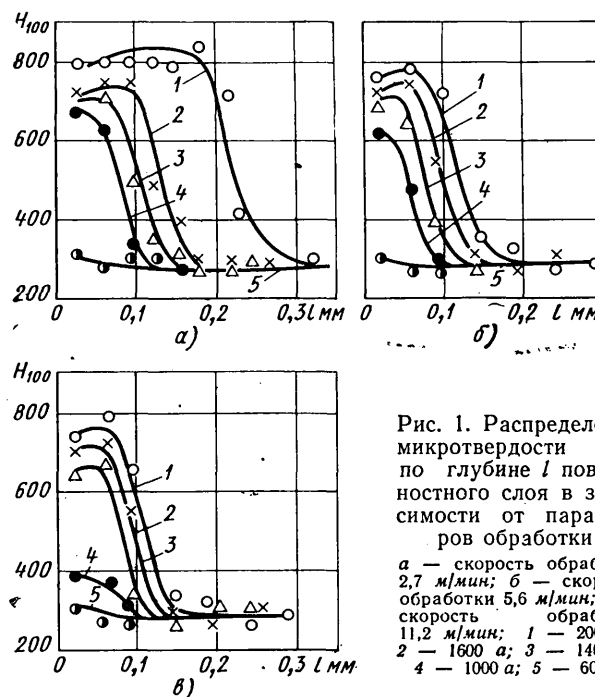 H100
800
600
400
200
0
0,1
0,2
0,3 l мм
1
2
3
4
5
а)
0
0,1
0,2
l мм
1
2
3
4
5
б)
H100
800
600
400
200
0
0,1
0,2
0,3 l мм
1
2
3
4
5
в)
Рис. 1. Распредел
микротвердости
по глубине l пов
ностного слоя в з
симости от пара
ров обработки
а — скорость обраб
2,7 м/мин; б — скор
обработки 5,6 м/мин;
скорость обраб
11,2 м/мин; 1 — 200
2 — 1600 а; 3 — 140
4 — 1000 а; 5 — 60